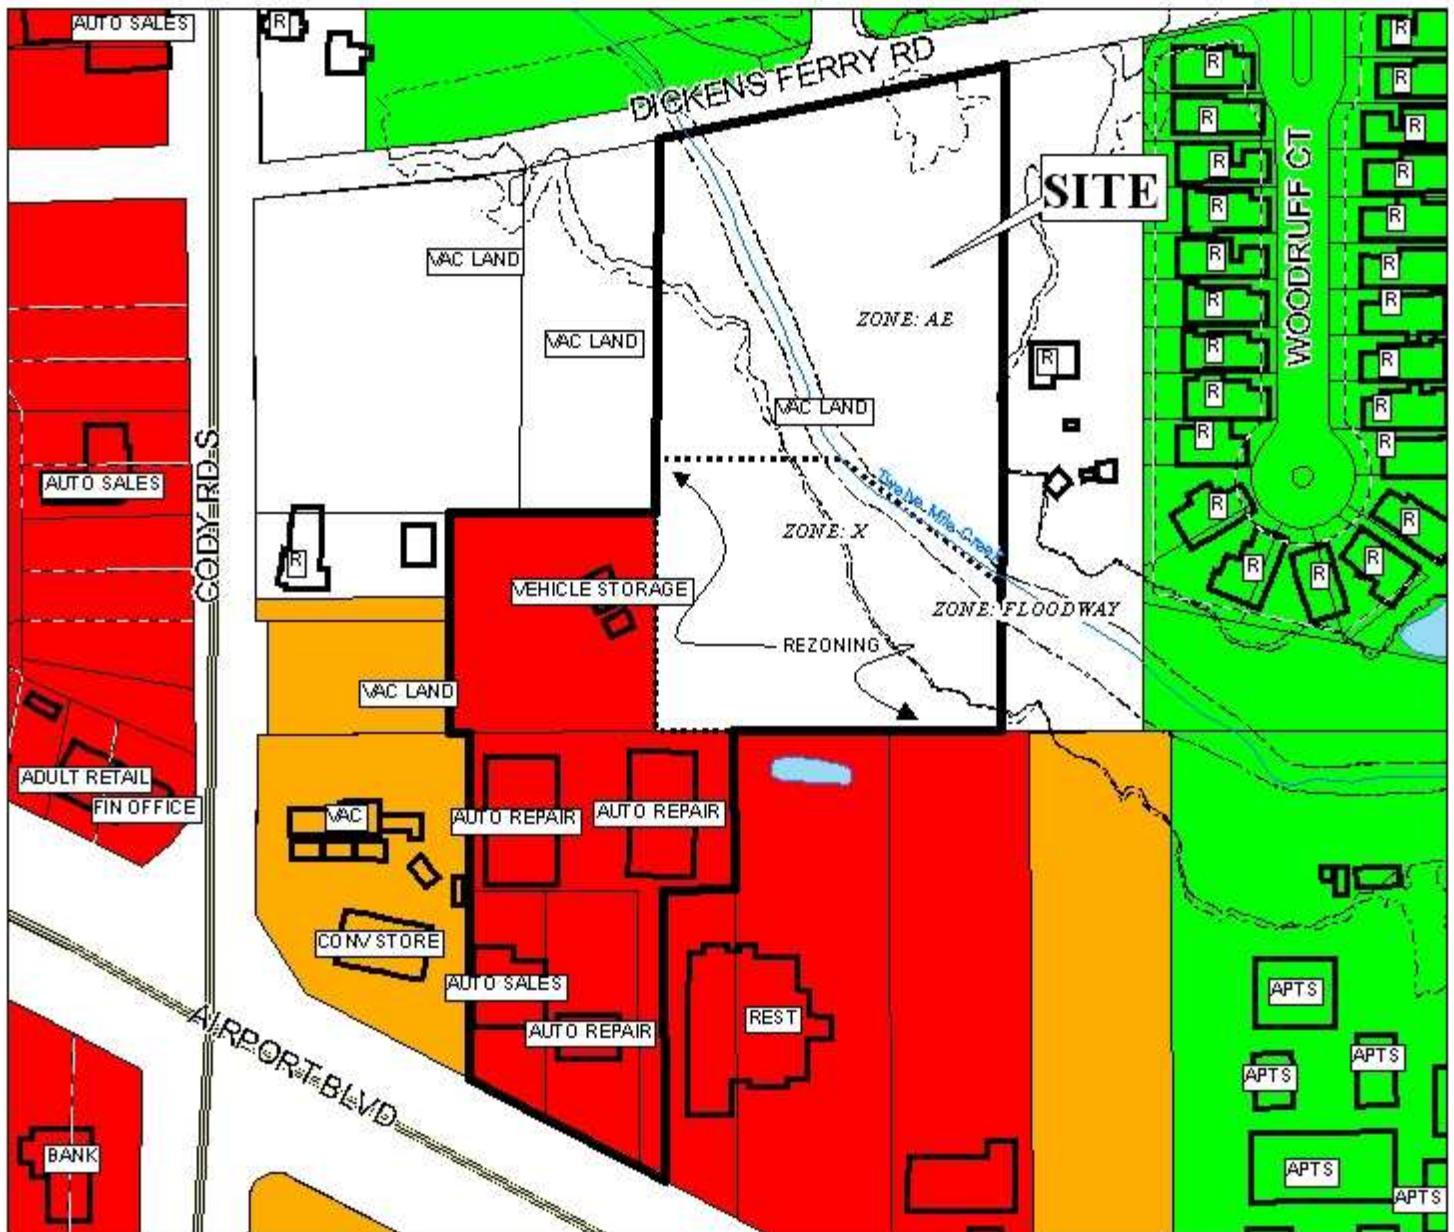 AUTO SALES
R
R
DICKENS FERRY RD
R
R
R
R
R
R
SITE
WOODRUFF CT
R
R
R
R
VAC LAND
R
R
ZONE: AE
R
R
VAC LAND
R
R
R
VAC LAND
R
R
R
R
CODY RD S
AUTO SALES
Twelve Mile Creek
R
R
ZONE: X
R
R
R
R
VEHICLE STORAGE
ZONE: FLOODWAY
REZONING
VAC LAND
ADULT RETAIL
FIN OFFICE
VAC
AUTO REPAIR
AUTO REPAIR
CONV STORE
AUTO SALES
AUTO REPAIR
REST
APTS
AIRPORT BLVD
APTS
APTS
BANK
APTS
APTS